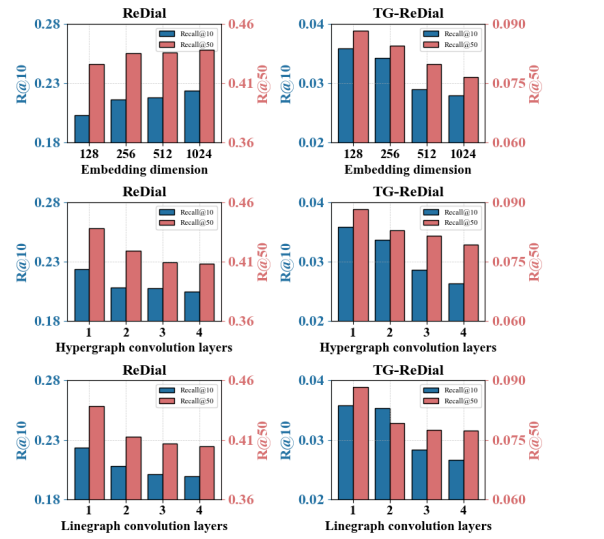 ReDial
0.28
0.23
0.18
R@10
0.46
0.41
0.36
R@50
Recall@10
Recall@50
128 256 512 1024
Embedding dimension
TG-ReDial
0.04
0.03
0.02
R@10
0.090
0.075
0.060
R@50
Recall@10
Recall@50
128 256 512 1024
Embedding dimension
ReDial
0.28
0.23
0.18
R@10
0.46
0.41
0.36
R@50
Recall@10
Recall@50
1 2 3 4
Hypergraph convolution layers
TG-ReDial
0.04
0.03
0.02
R@10
0.090
0.075
0.060
R@50
Recall@10
Recall@50
1 2 3 4
Hypergraph convolution layers
ReDial
0.28
0.23
0.18
R@10
0.46
0.41
0.36
R@50
Recall@10
Recall@50
1 2 3 4
Linegraph convolution layers
TG-ReDial
0.04
0.03
0.02
R@10
0.090
0.075
0.060
R@50
Recall@10
Recall@50
1 2 3 4
Linegraph convolution layers